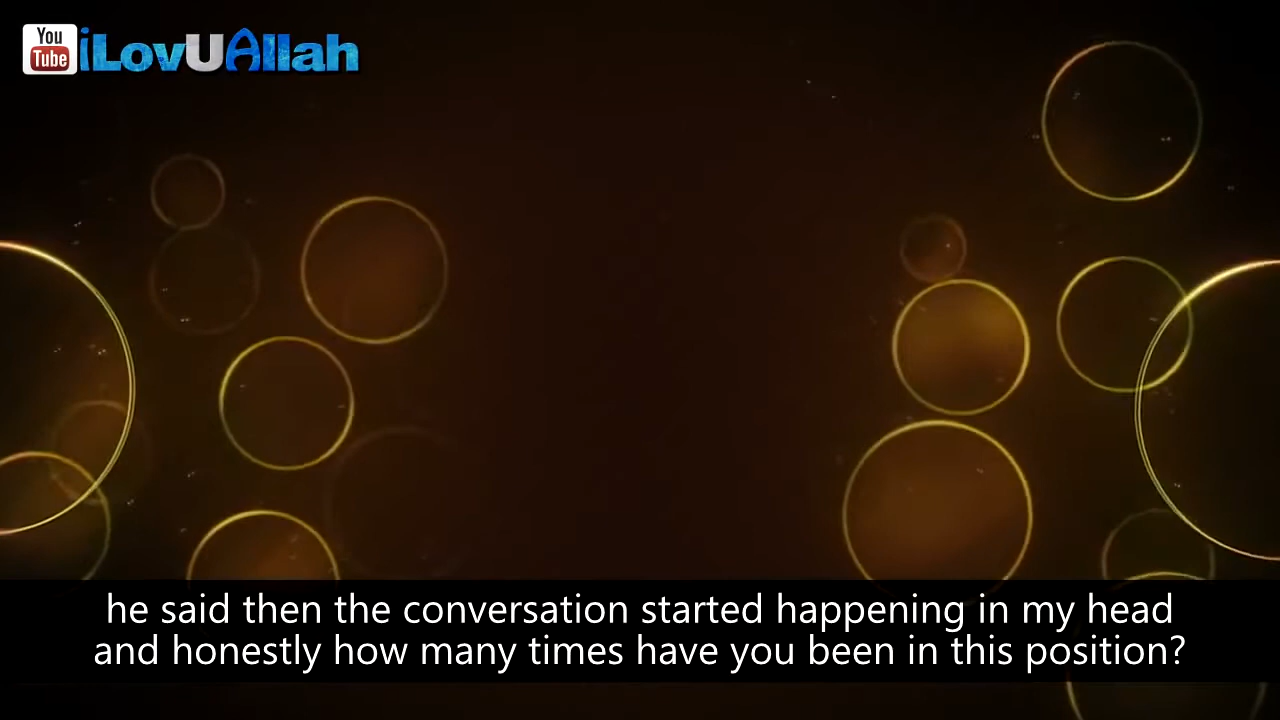 You
Tube
iLovUAllah
he said then the conversation started happening in my head
and honestly how many times have you been in this position?